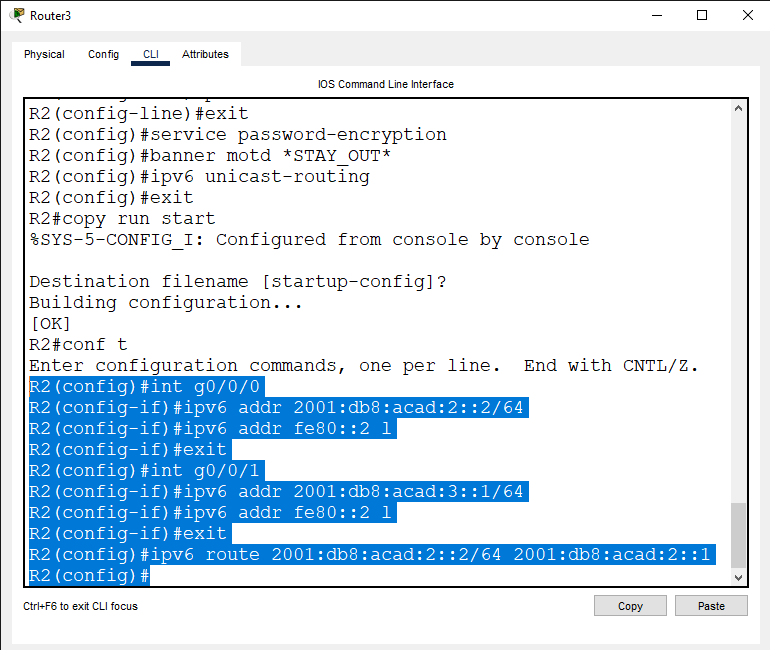 Router3
Physical Config CLI Attributes
IOS Command Line Interface
R2(config-line)#exit
R2(config)#service password-encryption
R2(config)#banner motd *STAY_OUT*
R2(config)#ipv6 unicast-routing
R2(config)#exit
R2#copy run start
%SYS-5-CONFIG_I: Configured from console by console
Destination filename [startup-config]?
Building configuration...
[OK]
R2#conf t
Enter configuration commands, one per line.  End with CNTL/Z.
R2(config)#int g0/0/0
R2(config-if)#ipv6 addr 2001:db8:acad:2::2/64
R2(config-if)#ipv6 addr fe80::2 l
R2(config-if)#exit
R2(config)#int g0/0/1
R2(config-if)#ipv6 addr 2001:db8:acad:3::1/64
R2(config-if)#ipv6 addr fe80::2 l
R2(config-if)#exit
R2(config)#ipv6 route 2001:db8:acad:2::2/64 2001:db8:acad:2::1
R2(config)#
Ctrl+F6 to exit CLI focus
Copy Paste